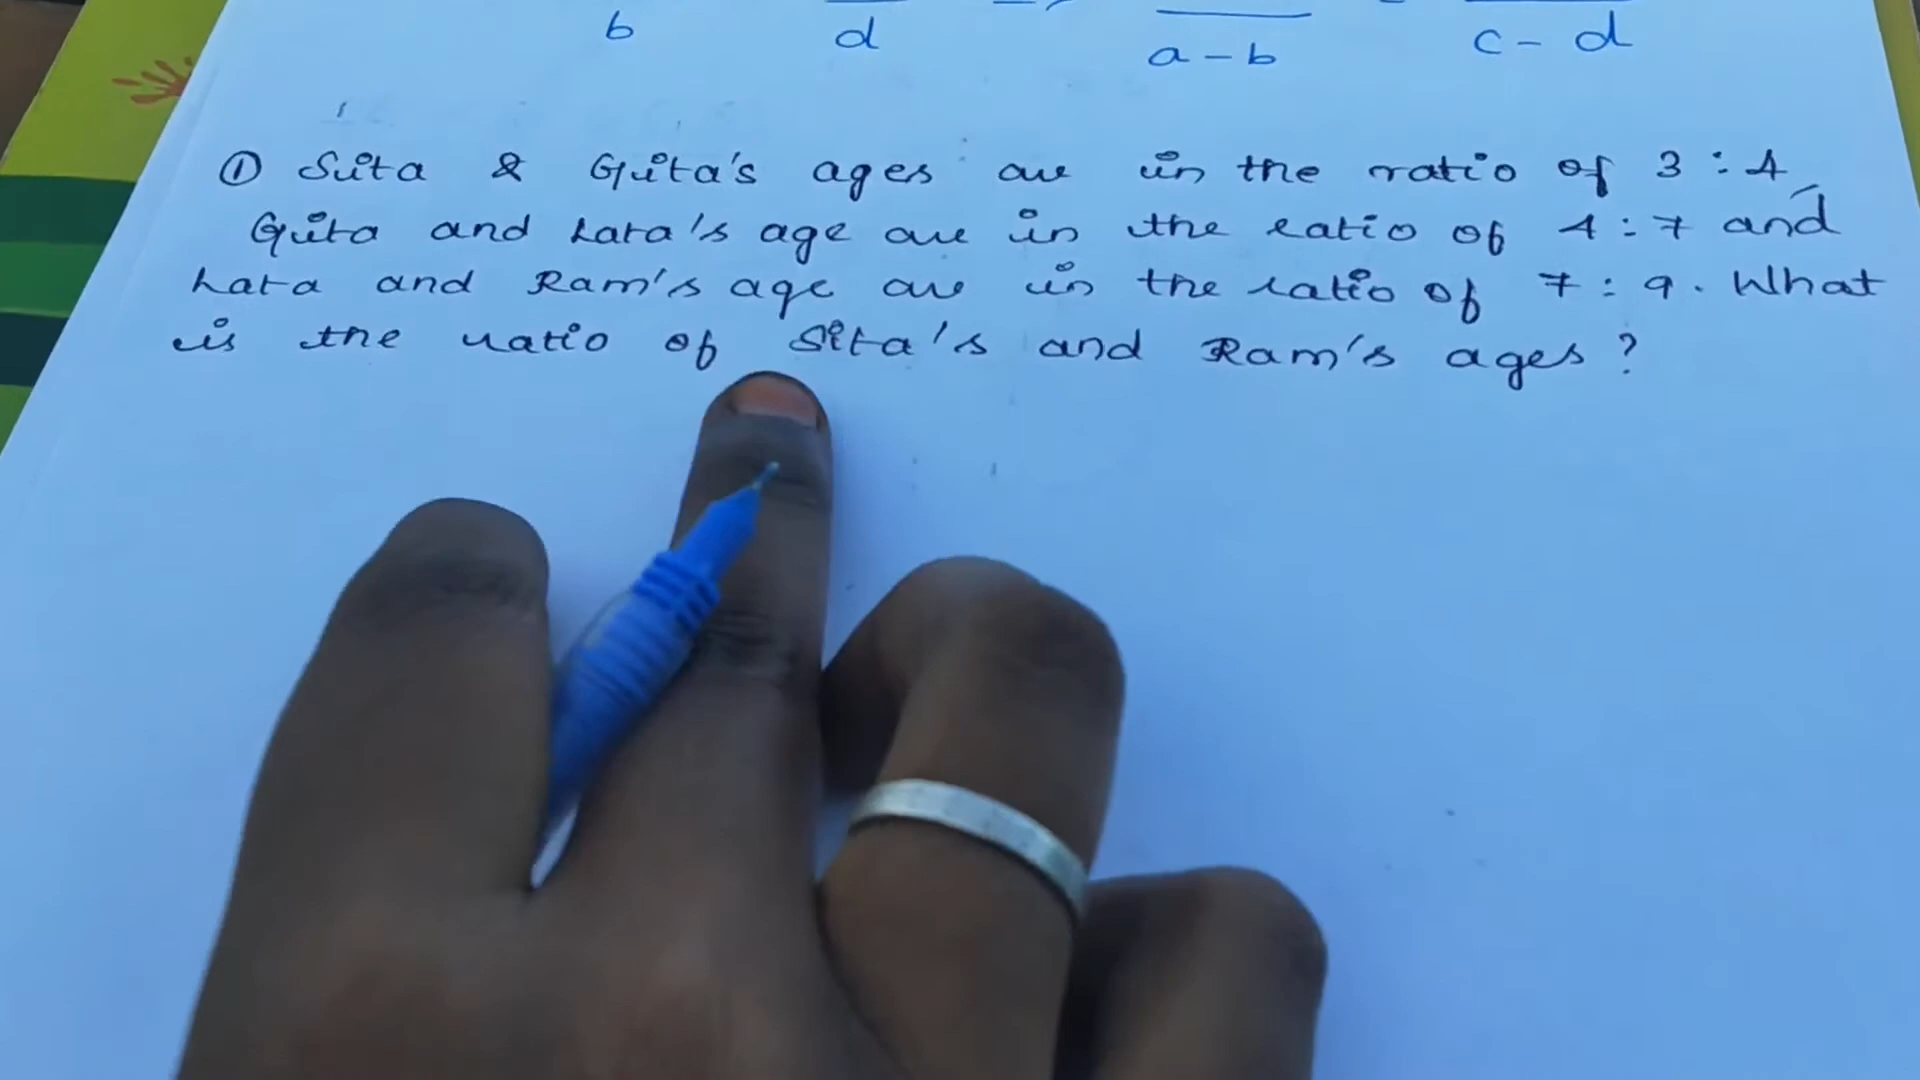 b d =) a - b = c - d
① Sita & Gita's ages are in the ratio of 3 : 4,
Gita and Lata's age are in the ratio of 4 : 7 and
Lata and Ram's age are in the ratio of 7 : 9. What
is the ratio of Sita's and Ram's ages ?